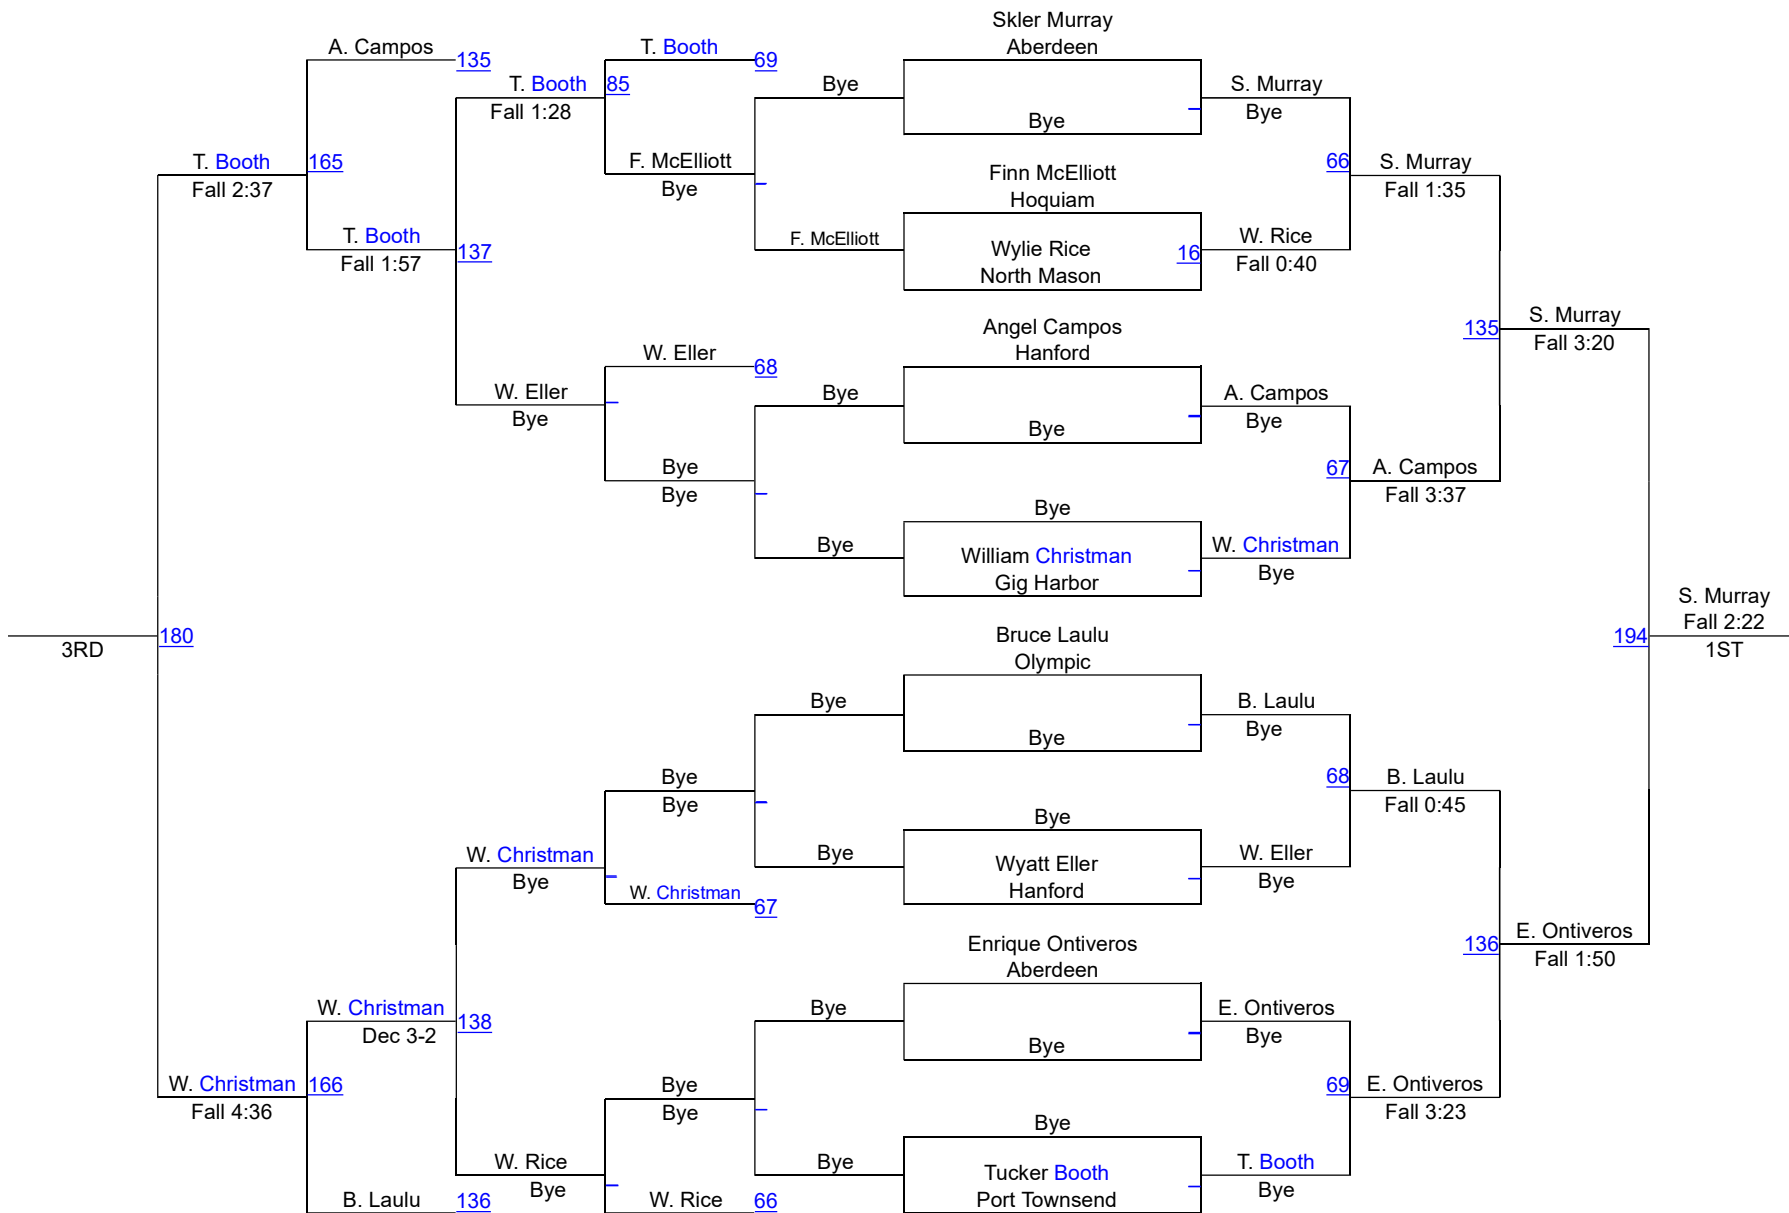 Skler Murray
A. Campos
T. Booth
Aberdeen
135
69
T. Booth
85
Bye
S. Murray
Fall 1:28
Bye
Bye
T. Booth
165
F. McElliott
66
S. Murray
Fall 2:37
Bye
Finn McElliott
Fall 1:35
Hoquiam
T. Booth
137
F. McElliott
Wylie Rice
16
W. Rice
Fall 1:57
North Mason
Fall 0:40
Angel Campos
135
S. Murray
W. Eller
68
Hanford
Fall 3:20
W. Eller
Bye
A. Campos
Bye
Bye
Bye
Bye
67
A. Campos
Bye
Fall 3:37
Bye
Bye
William Christman
W. Christman
Gig Harbor
Bye
S. Murray
Fall 2:22
3RD
180
Bruce Laulu
194
1ST
Olympic
Bye
B. Laulu
Bye
Bye
Bye
68
B. Laulu
Bye
Fall 0:45
Bye
W. Christman
Bye
Wyatt Eller
W. Eller
Bye
Hanford
Bye
W. Christman
67
Enrique Ontiveros
136
E. Ontiveros
Aberdeen
Fall 1:50
W. Christman
138
Bye
E. Ontiveros
Dec 3-2
Bye
Bye
W. Christman
166
Bye
69
E. Ontiveros
Fall 4:36
Bye
Fall 3:23
Bye
W. Rice
Bye
Tucker Booth
T. Booth
Bye
Port Townsend
Bye
B. Laulu
136
W. Rice
66